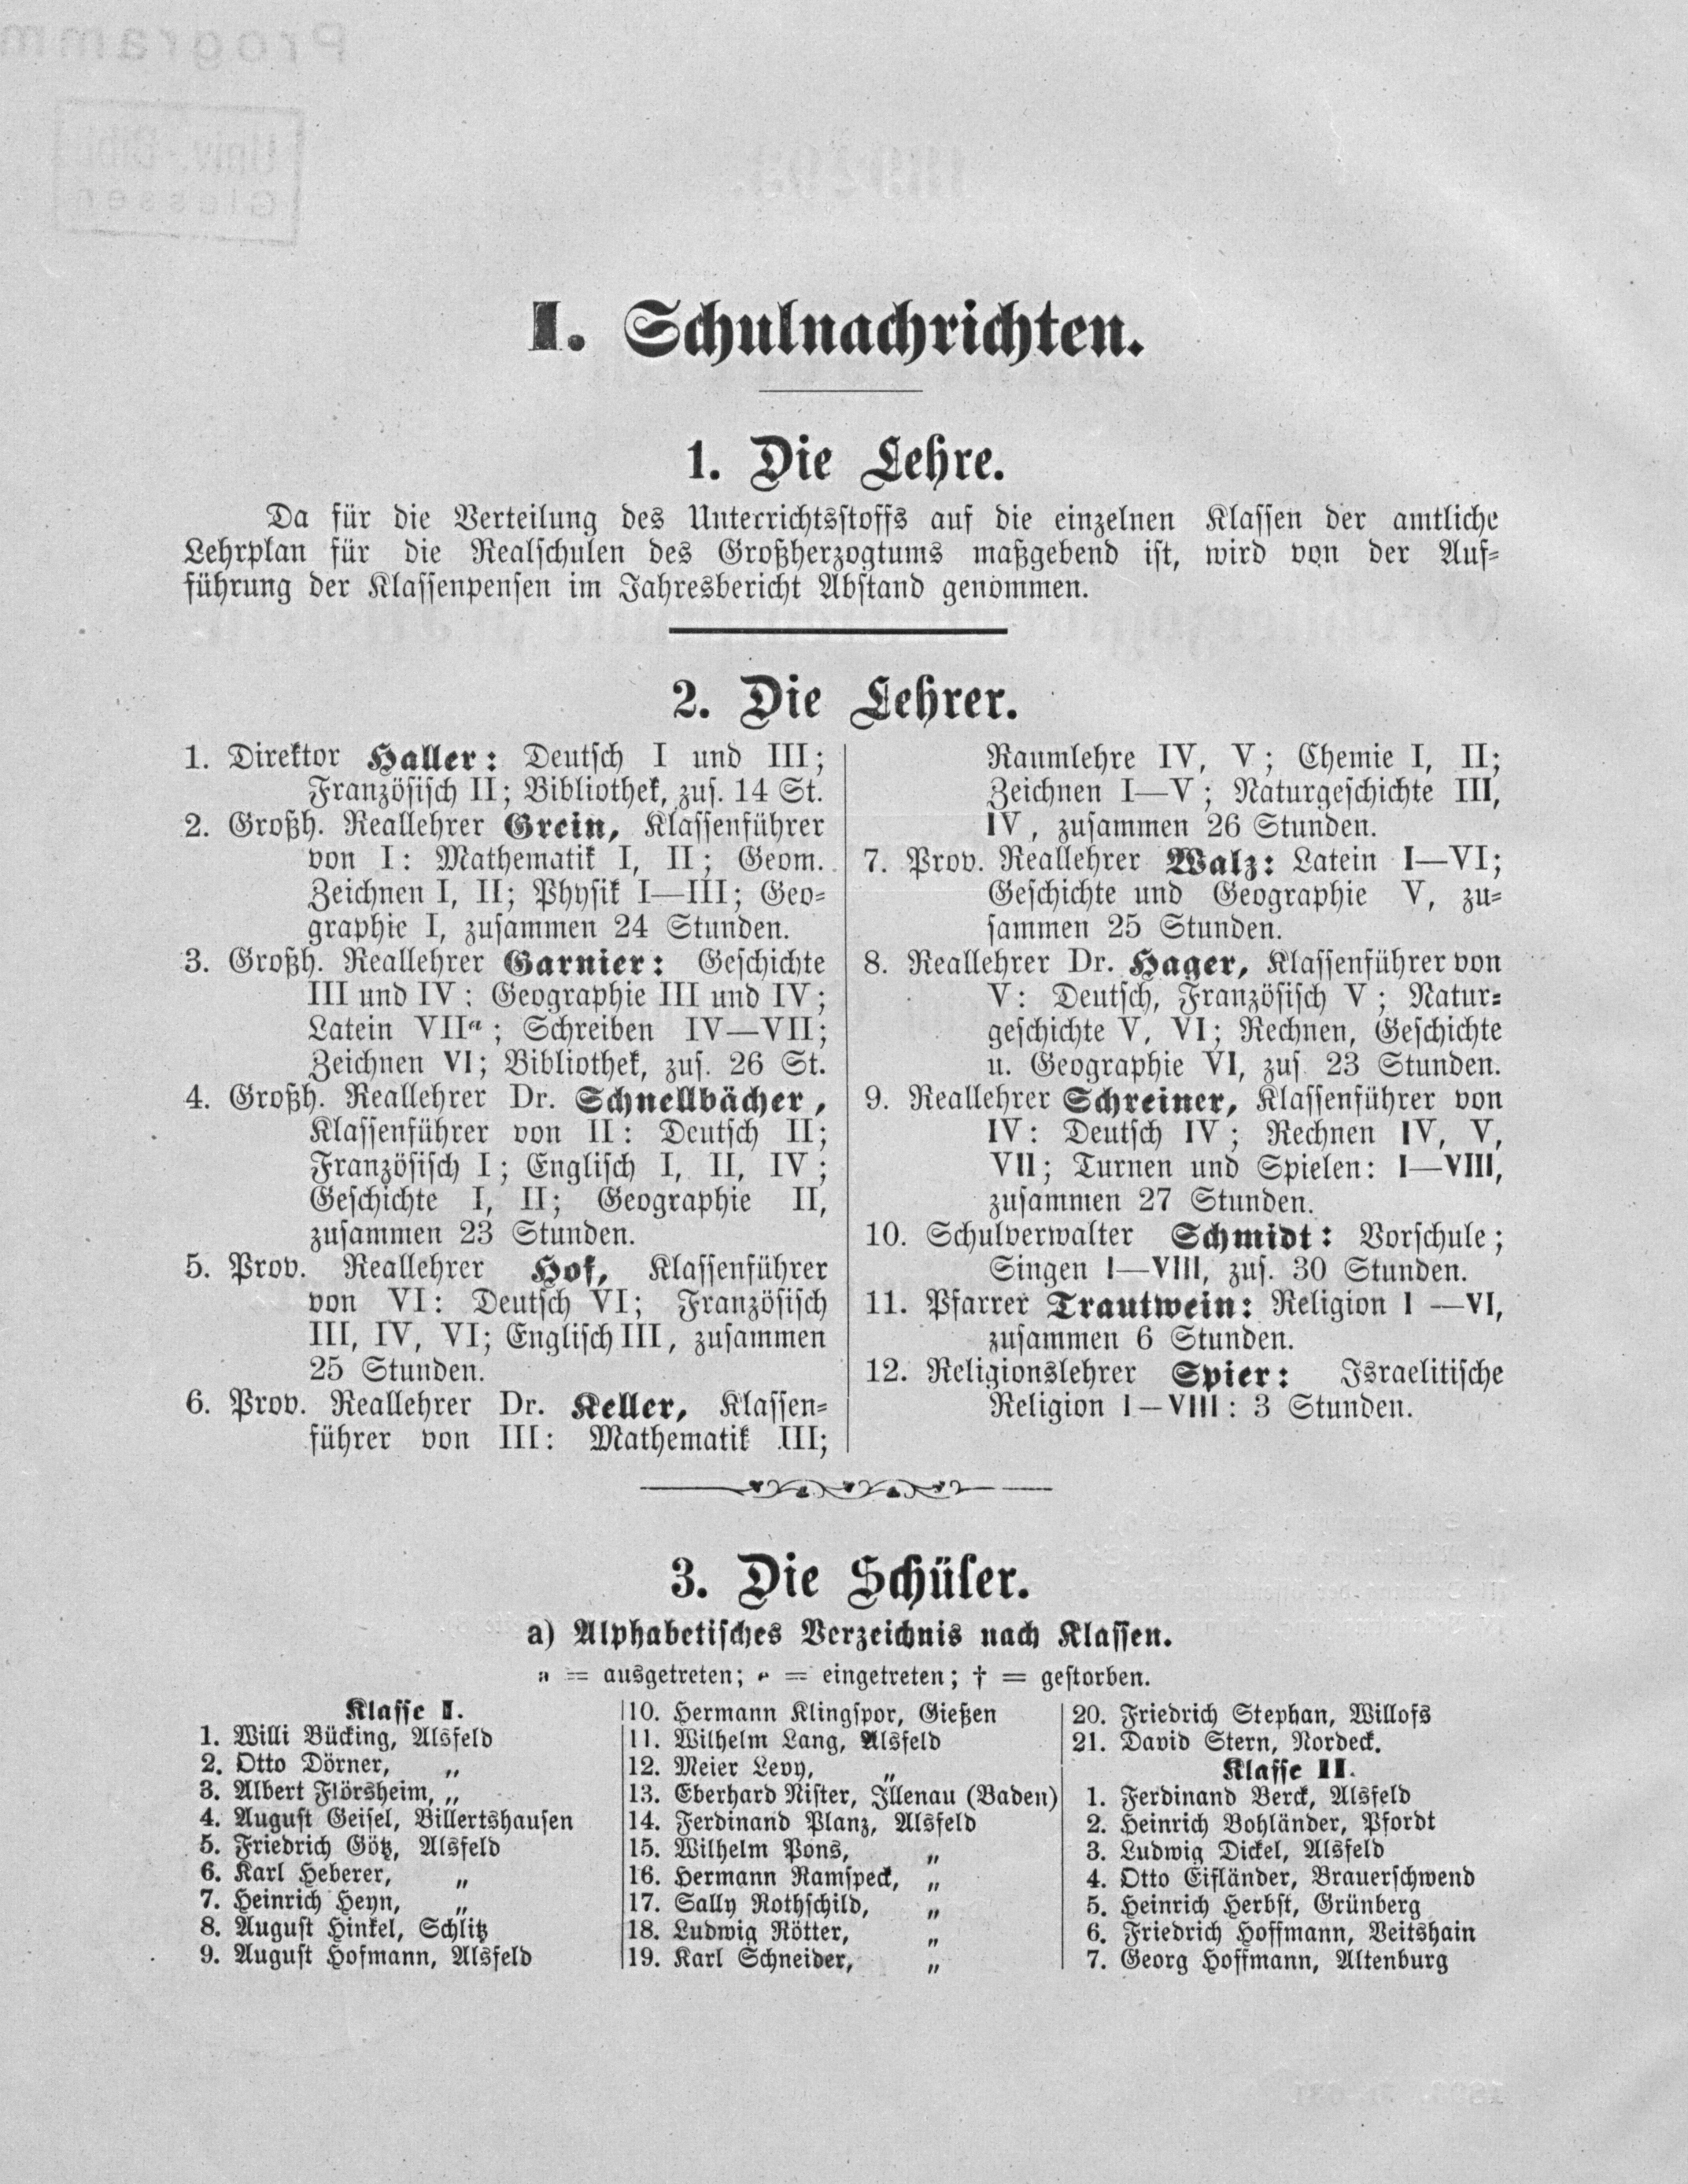 I. Schulnachrichten.
1. Die Lehre.
Da für die Verteilung des Unterrichtsstoffs auf die einzelnen Klassen der amtliche
Lehrplan für die Realschulen des Großherzogtums maßgebend ist, wird von der Auf-
führung der Klassenpensen im Jahresbericht Abstand genommen.
2. Die Lehrer.
1. Direktor Haller: Deutsch I und III;
Französisch II; Bibliothek, zus. 14 St.
2. Großh. Reallehrer Grein, Klassenführer
von I: Mathematik I, II; Geom.
Zeichnen I, II; Physik I—III; Geo-
graphie I, zusammen 24 Stunden.
3. Großh. Reallehrer Garnier: Geschichte
III und IV: Geographie III und IV;
Latein VIIa; Schreiben IV—VII;
Zeichnen VI; Bibliothek, zus. 26 St.
4. Großh. Reallehrer Dr. Schnellbächer,
Klassenführer von II: Deutsch II;
Französisch I; Englisch I, II, IV;
Geschichte I, II; Geographie II,
zusammen 23 Stunden.
5. Prov. Reallehrer Hof, Klassenführer
von VI: Deutsch VI; Französisch
III, IV, VI; Englisch III, zusammen
25 Stunden.
6. Prov. Reallehrer Dr. Keller, Klassen-
führer von III: Mathematik III;
Raumlehre IV, V; Chemie I, II;
Zeichnen I—V; Naturgeschichte III,
IV, zusammen 26 Stunden.
7. Prov. Reallehrer Walz: Latein I—VI;
Geschichte und Geographie V, zu-
sammen 25 Stunden.
8. Reallehrer Dr. Hager, Klassenführer von
V: Deutsch, Französisch V; Natur-
geschichte V, VI; Rechnen, Geschichte
u. Geographie VI, zus. 23 Stunden.
9. Reallehrer Schreiner, Klassenführer von
IV: Deutsch IV; Rechnen IV, V,
VII; Turnen und Spielen: I—VIII,
zusammen 27 Stunden.
10. Schulverwalter Schmidt: Vorschule;
Singen I—VIII, zus. 30 Stunden.
11. Pfarrer Trautwein: Religion I—VI,
zusammen 6 Stunden.
12. Religionslehrer Spier: Israelitische
Religion I—VIII: 3 Stunden.
3. Die Schüler.
a) Alphabetisches Verzeichnis nach Klassen.
a = ausgetreten; e = eingetreten; † = gestorben.
Klasse I.
1. Willi Bücking, Alsfeld
2. Otto Dörner, „
3. Albert Flörsheim, „
4. August Geisel, Billertshausen
5. Friedrich Götz, Alsfeld
6. Karl Heberer, „
7. Heinrich Heyn, „
8. August Hinkel, Schlitz
9. August Hofmann, Alsfeld
10. Hermann Klingspor, Gießen
11. Wilhelm Lang, Alsfeld
12. Meier Levy, „
13. Eberhard Nister, Illenau (Baden)
14. Ferdinand Planz, Alsfeld
15. Wilhelm Pons, „
16. Hermann Ramspeck, „
17. Sally Rothschild, „
18. Ludwig Rötter, „
19. Karl Schneider, „
20. Friedrich Stephan, Willofs
21. David Stern, Nordeck.
Klasse II.
1. Ferdinand Berck, Alsfeld
2. Heinrich Bohländer, Pfordt
3. Ludwig Dickel, Alsfeld
4. Otto Eifländer, Brauerschwend
5. Heinrich Herbst, Grünberg
6. Friedrich Hoffmann, Veitshain
7. Georg Hoffmann, Altenburg